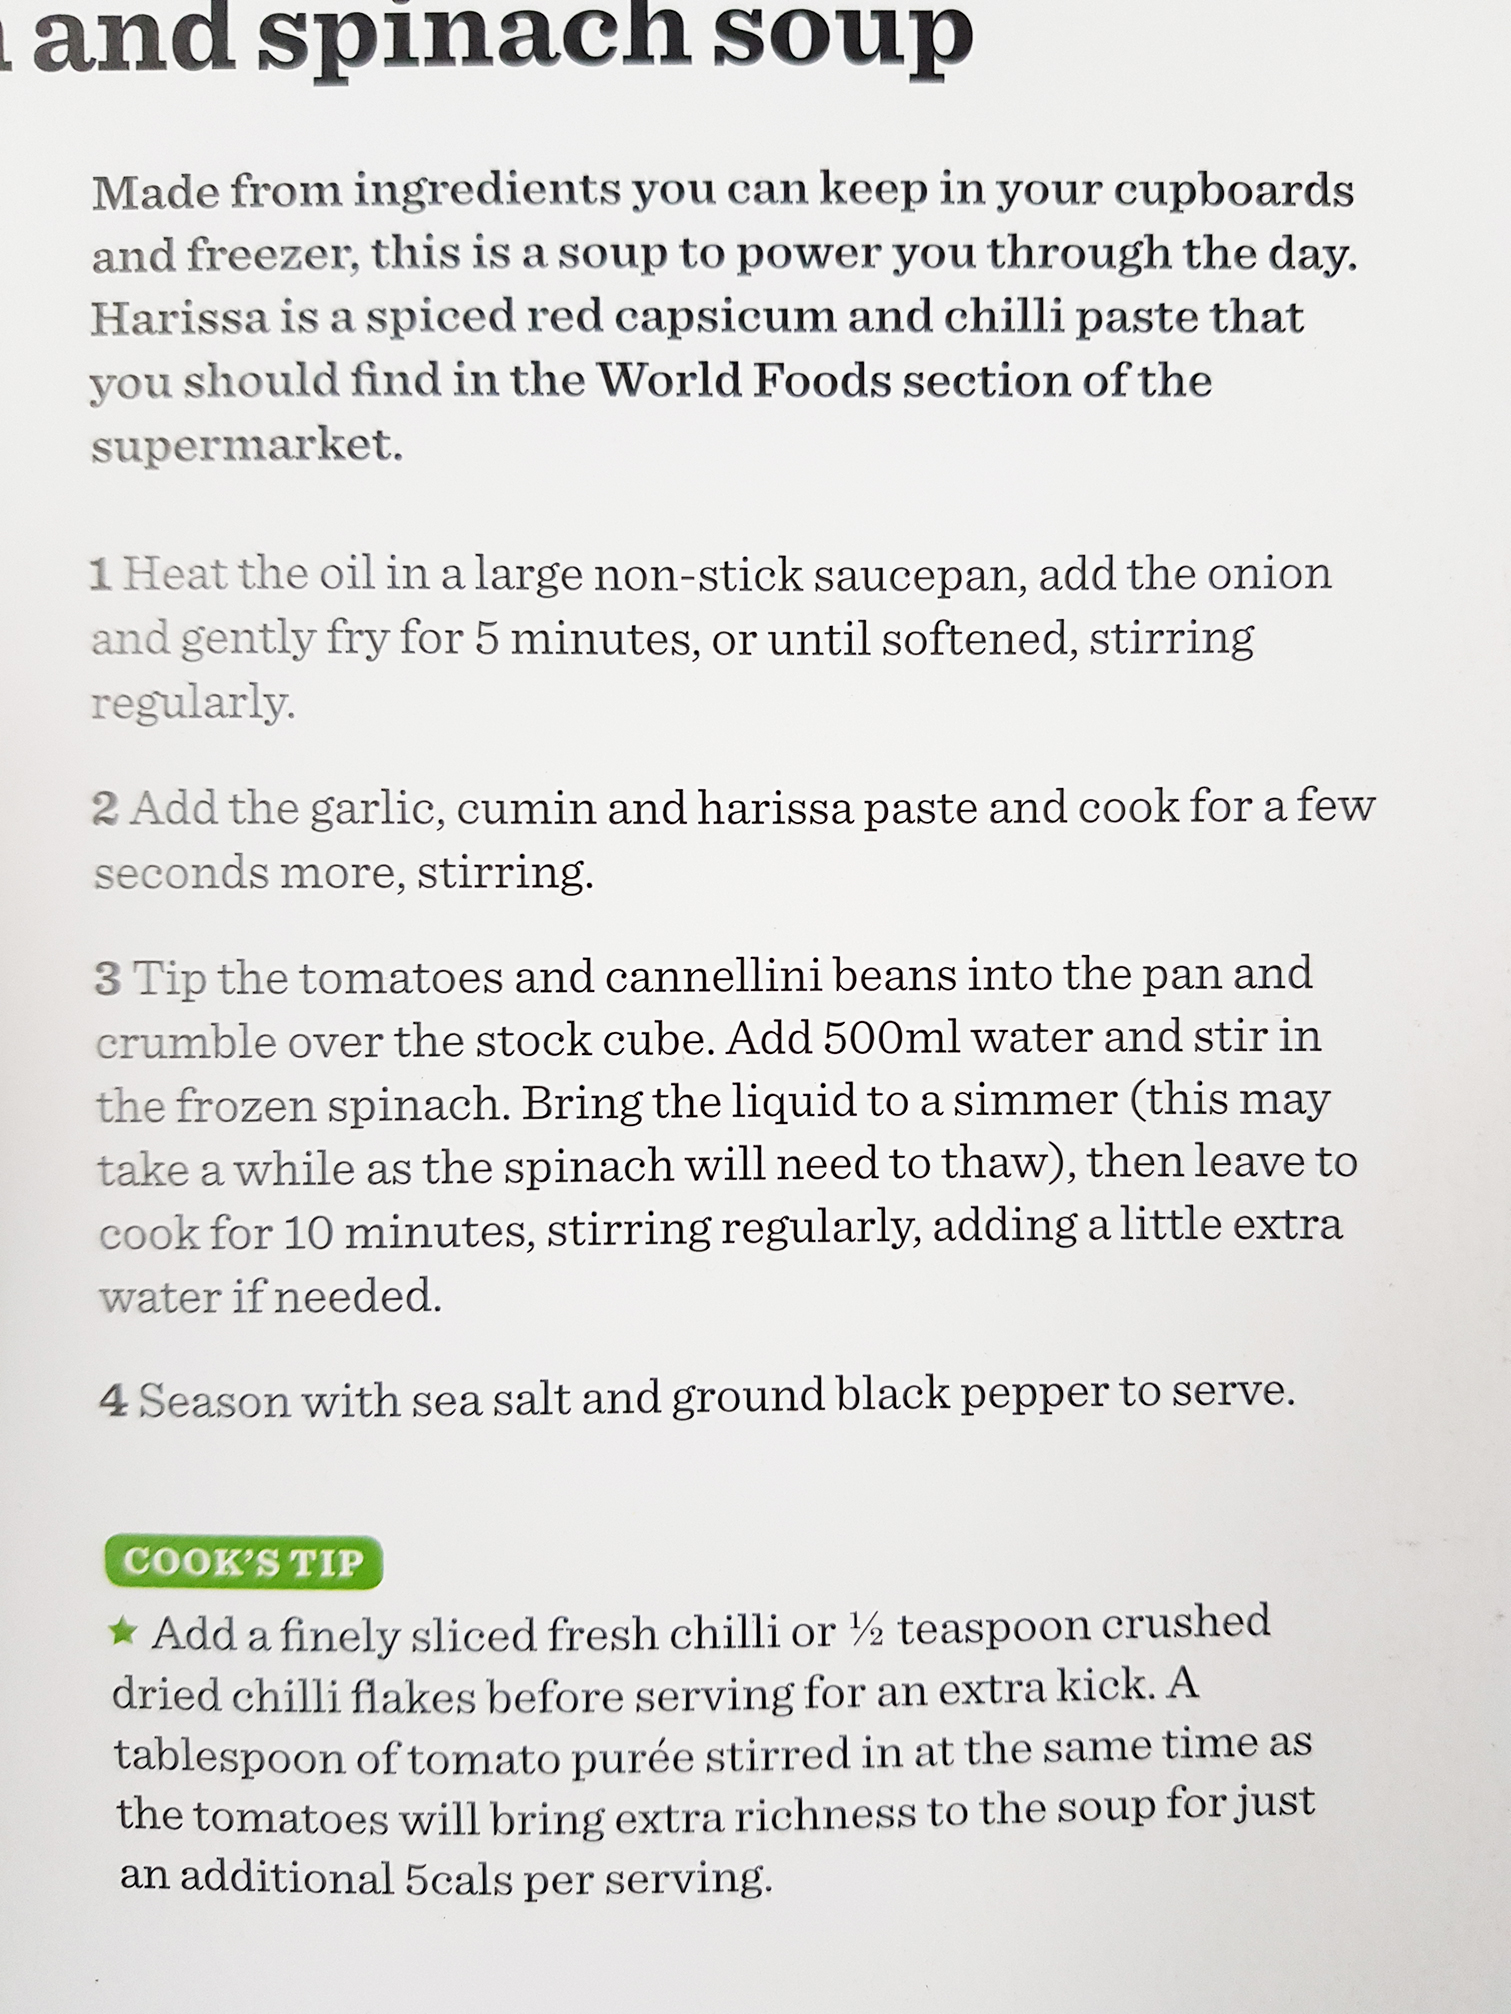 and spinach soup
Made from ingredients you can keep in your cupboards
and freezer, this is a soup to power you through the day.
Harissa is a spiced red capsicum and chilli paste that
you should find in the World Foods section of the
supermarket.
1 Heat the oil in a large non-stick saucepan, add the onion
and gently fry for 5 minutes, or until softened, stirring
regularly.
2 Add the garlic, cumin and harissa paste and cook for a few
seconds more, stirring.
3 Tip the tomatoes and cannellini beans into the pan and
crumble over the stock cube. Add 500ml water and stir in
the frozen spinach. Bring the liquid to a simmer (this may
take a while as the spinach will need to thaw), then leave to
cook for 10 minutes, stirring regularly, adding a little extra
water if needed.
4 Season with sea salt and ground black pepper to serve.
COOK'S TIP
★ Add a finely sliced fresh chilli or ½ teaspoon crushed
dried chilli flakes before serving for an extra kick. A
tablespoon of tomato purée stirred in at the same time as
the tomatoes will bring extra richness to the soup for just
an additional 5cals per serving.